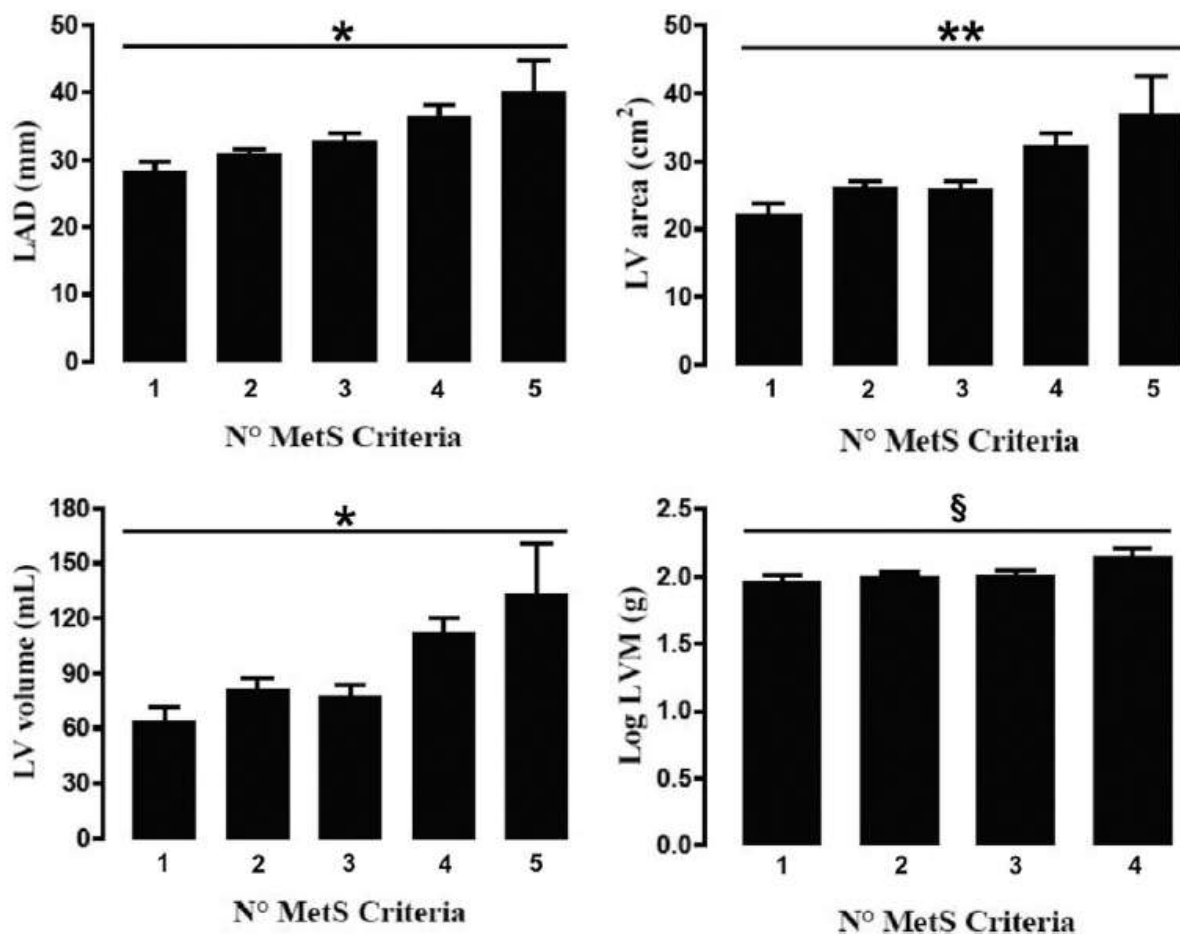 50
40
30
20
10
0
LAD (mm)
*
1 2 3 4 5
N° MetS Criteria
50
40
30
20
10
0
LV area (cm²)
**
1 2 3 4 5
N° MetS Criteria
180
150
120
90
60
30
0
LV volume (mL)
*
1 2 3 4 5
N° MetS Criteria
2.5
2.0
1.5
1.0
0.5
0.0
Log LVM (g)
§
1 2 3 4
N° MetS Criteria